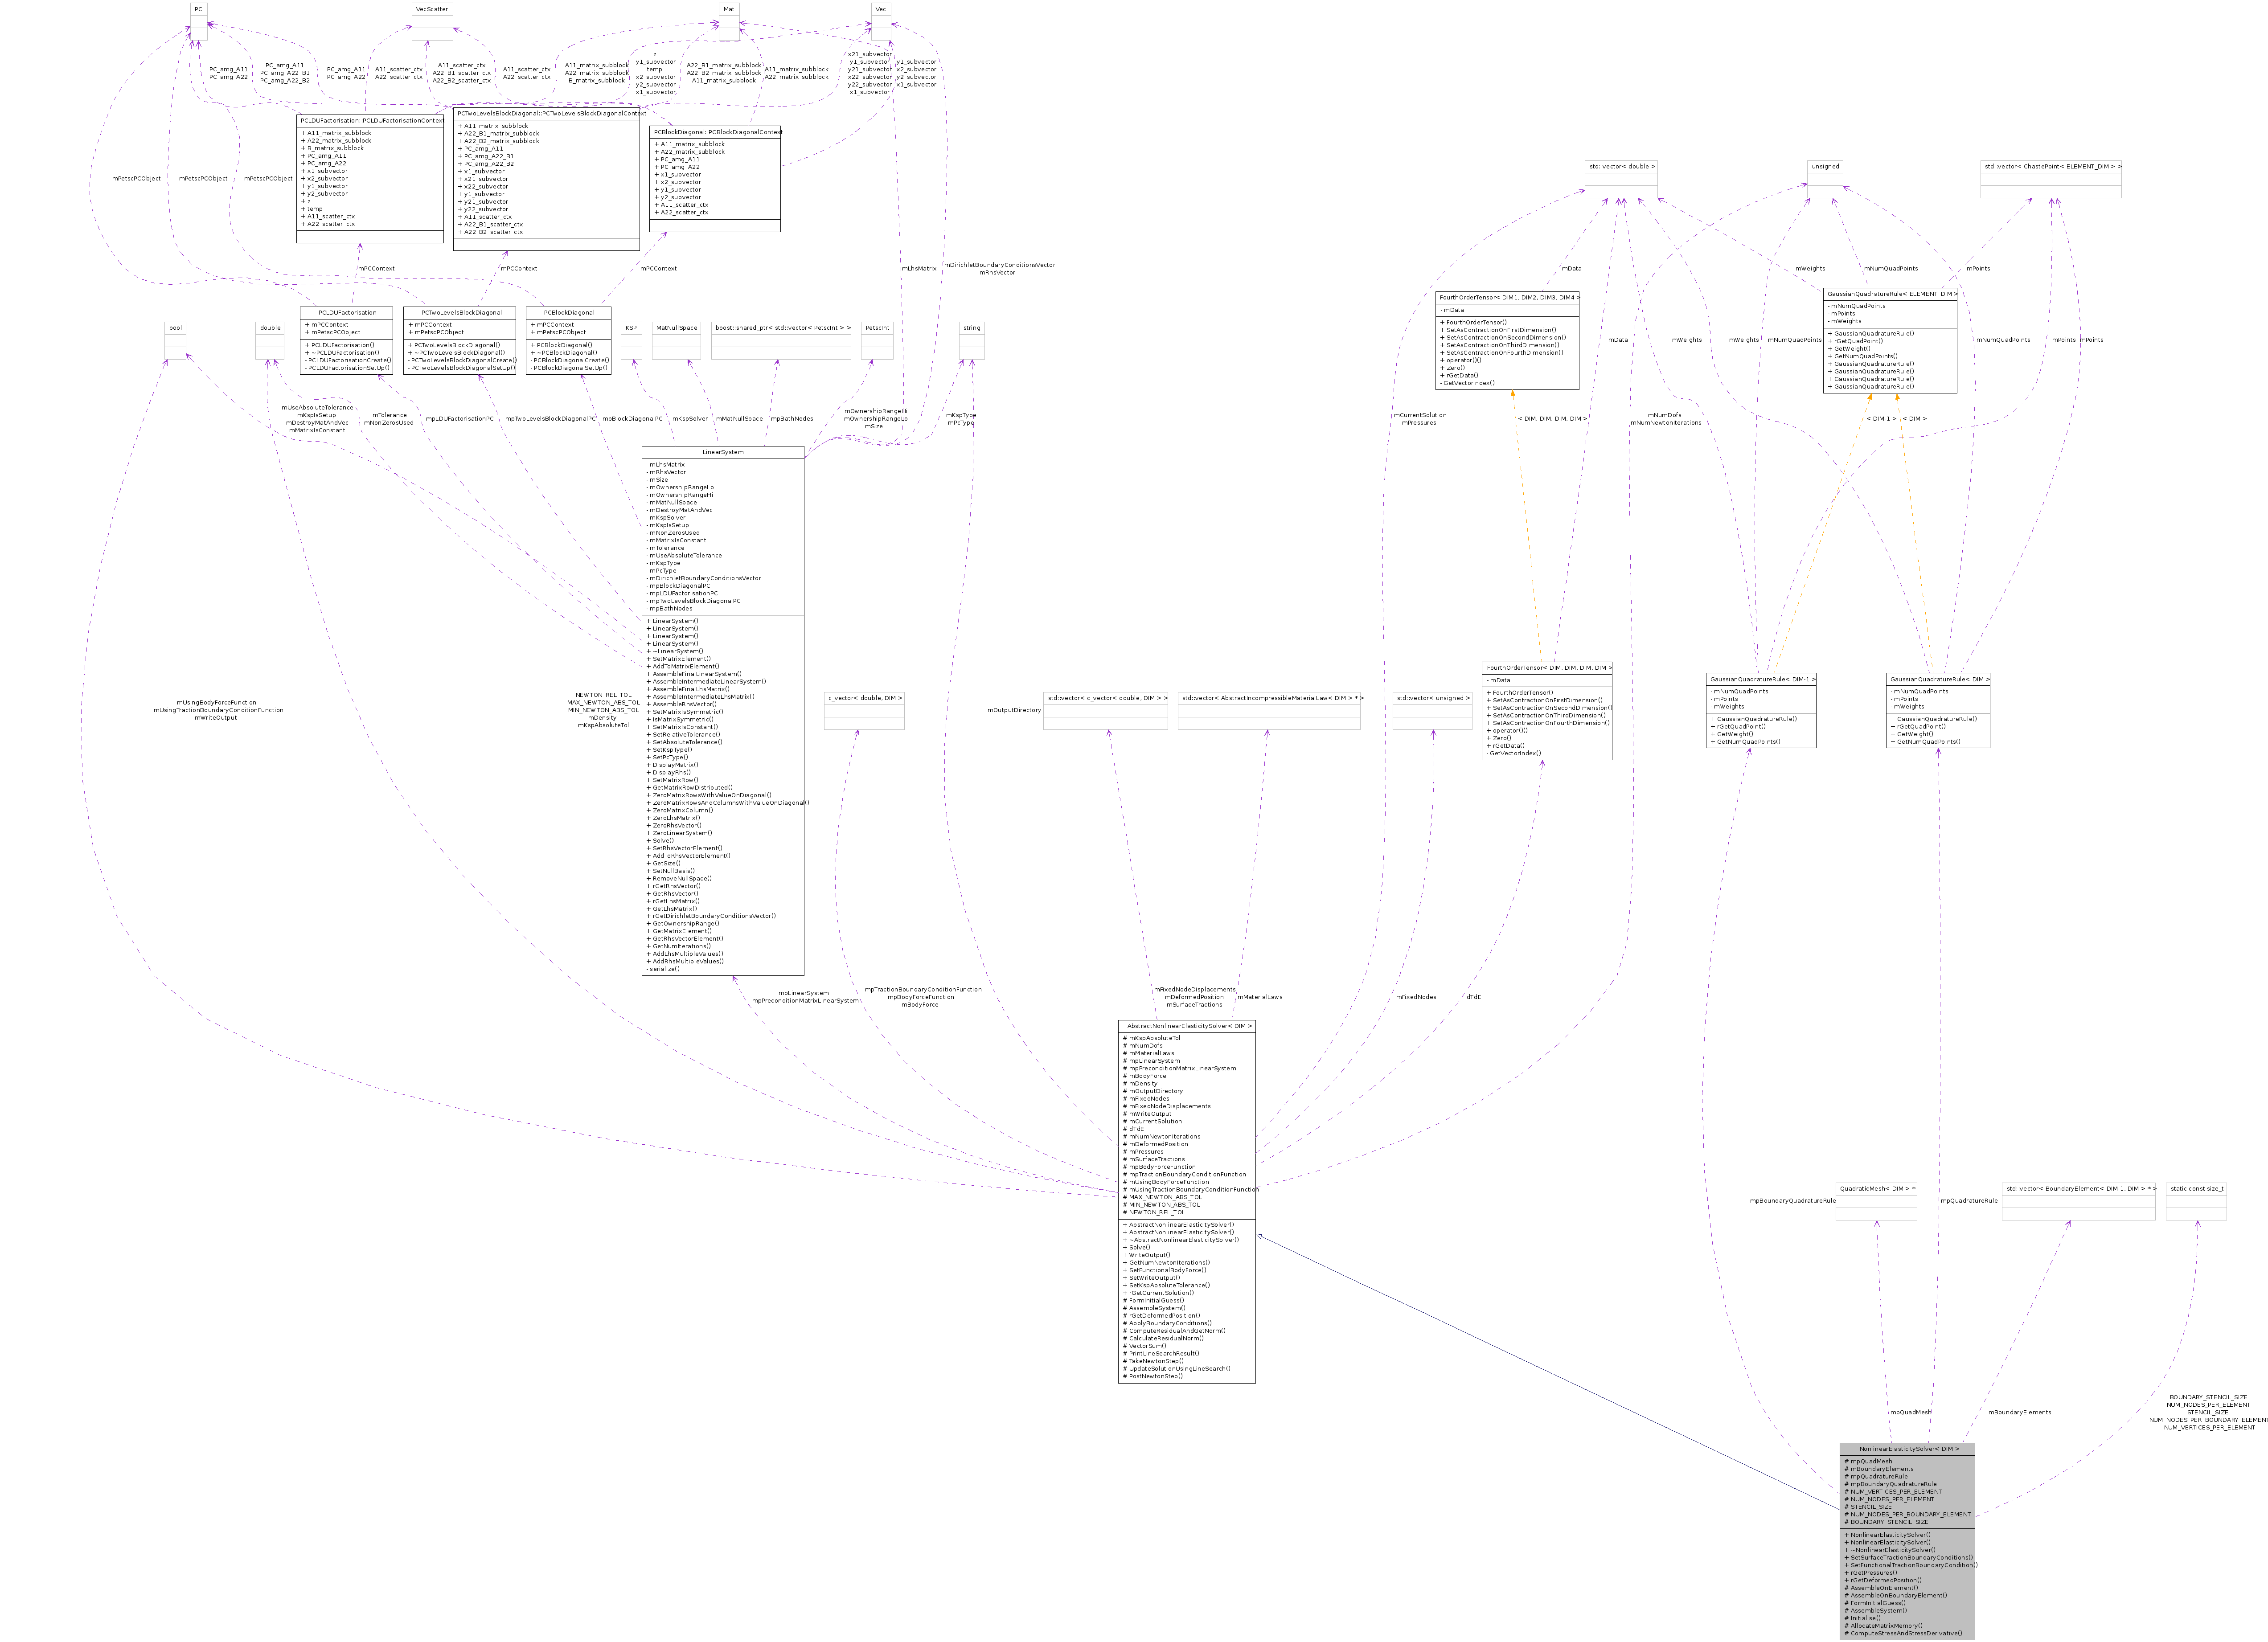 PC
VecScatter
Mat
Vec
PC_amg_A11
PC_amg_A22
PC_amg_A11
PC_amg_A22_B1
PC_amg_A22_B2
PC_amg_A11
PC_amg_A22
A11_scatter_ctx
A22_scatter_ctx
A11_scatter_ctx
A22_B1_scatter_ctx
A22_B2_scatter_ctx
A11_scatter_ctx
A22_scatter_ctx
A11_matrix_subblock
A22_matrix_subblock
B_matrix_subblock
z
y1_subvector
temp
x2_subvector
y2_subvector
x1_subvector
A22_B1_matrix_subblock
A22_B2_matrix_subblock
A11_matrix_subblock
A11_matrix_subblock
A22_matrix_subblock
x21_subvector
y1_subvector
y21_subvector
x22_subvector
y22_subvector
x1_subvector
y1_subvector
x2_subvector
y2_subvector
x1_subvector
PCLDUFactorisation::PCLDUFactorisationContext
+ A11_matrix_subblock
+ A22_matrix_subblock
+ B_matrix_subblock
+ PC_amg_A11
+ PC_amg_A22
+ x1_subvector
+ x2_subvector
+ y1_subvector
+ y2_subvector
+ z
+ temp
+ A11_scatter_ctx
+ A22_scatter_ctx
PCTwoLevelsBlockDiagonal::PCTwoLevelsBlockDiagonalContext
+ A11_matrix_subblock
+ A22_B1_matrix_subblock
+ A22_B2_matrix_subblock
+ PC_amg_A11
+ PC_amg_A22_B1
+ PC_amg_A22_B2
+ x1_subvector
+ x21_subvector
+ x22_subvector
+ y1_subvector
+ y21_subvector
+ y22_subvector
+ A11_scatter_ctx
+ A22_B1_scatter_ctx
+ A22_B2_scatter_ctx
PCBlockDiagonal::PCBlockDiagonalContext
+ A11_matrix_subblock
+ A22_matrix_subblock
+ PC_amg_A11
+ PC_amg_A22
+ x1_subvector
+ x2_subvector
+ y1_subvector
+ y2_subvector
+ A11_scatter_ctx
+ A22_scatter_ctx
mPetscPCObject
mPetscPCObject
mPetscPCObject
std::vector< double >
unsigned
std::vector< ChastePoint< ELEMENT_DIM > >
mPCContext
mPCContext
mPCContext
mLhsMatrix
mDirichletBoundaryConditionsVector
mRhsVector
mData
mWeights
mNumQuadPoints
mPoints
bool
double
PCLDUFactorisation
+ mPCContext
+ mPetscPCObject
+ PCLDUFactorisation()
+ ~PCLDUFactorisation()
- PCLDUFactorisationCreate()
- PCLDUFactorisationSetUp()
PCTwoLevelsBlockDiagonal
+ mPCContext
+ mPetscPCObject
+ PCTwoLevelsBlockDiagonal()
+ ~PCTwoLevelsBlockDiagonal()
- PCTwoLevelsBlockDiagonalCreate()
- PCTwoLevelsBlockDiagonalSetUp()
PCBlockDiagonal
+ mPCContext
+ mPetscPCObject
+ PCBlockDiagonal()
+ ~PCBlockDiagonal()
- PCBlockDiagonalCreate()
- PCBlockDiagonalSetUp()
KSP
MatNullSpace
boost::shared_ptr< std::vector< PetscInt > >
PetscInt
string
FourthOrderTensor< DIM1, DIM2, DIM3, DIM4 >
- mData
+ FourthOrderTensor()
+ SetAsContractionOnFirstDimension()
+ SetAsContractionOnSecondDimension()
+ SetAsContractionOnThirdDimension()
+ SetAsContractionOnFourthDimension()
+ operator()()
+ Zero()
+ rGetData()
- GetVectorIndex()
GaussianQuadratureRule< ELEMENT_DIM >
- mNumQuadPoints
- mPoints
- mWeights
+ GaussianQuadratureRule()
+ rGetQuadPoint()
+ GetWeight()
+ GetNumQuadPoints()
+ GaussianQuadratureRule()
+ GaussianQuadratureRule()
+ GaussianQuadratureRule()
+ GaussianQuadratureRule()
mData
mWeights
mWeights
mNumQuadPoints
mNumQuadPoints
mPoints
mPoints
mUseAbsoluteTolerance
mKspIsSetup
mDestroyMatAndVec
mMatrixIsConstant
mTolerance
mNonZerosUsed
mpLDUFactorisationPC
mpTwoLevelsBlockDiagonalPC
mpBlockDiagonalPC
mKspSolver
mMatNullSpace
mpBathNodes
mOwnershipRangeHi
mOwnershipRangeLo
mSize
mKspType
mPcType
mCurrentSolution
mPressures
< DIM, DIM, DIM, DIM >
mNumDofs
mNumNewtonIterations
< DIM-1 >
< DIM >
LinearSystem
- mLhsMatrix
- mRhsVector
- mSize
- mOwnershipRangeLo
- mOwnershipRangeHi
- mMatNullSpace
- mDestroyMatAndVec
- mKspSolver
- mKspIsSetup
- mNonZerosUsed
- mMatrixIsConstant
- mTolerance
- mUseAbsoluteTolerance
- mKspType
- mPcType
- mDirichletBoundaryConditionsVector
- mpBlockDiagonalPC
- mpLDUFactorisationPC
- mpTwoLevelsBlockDiagonalPC
- mpBathNodes
+ LinearSystem()
+ LinearSystem()
+ LinearSystem()
+ LinearSystem()
+ ~LinearSystem()
+ SetMatrixElement()
+ AddToMatrixElement()
+ AssembleFinalLinearSystem()
+ AssembleIntermediateLinearSystem()
+ AssembleFinalLhsMatrix()
+ AssembleIntermediateLhsMatrix()
+ AssembleRhsVector()
+ SetMatrixIsSymmetric()
+ IsMatrixSymmetric()
+ SetMatrixIsConstant()
+ SetRelativeTolerance()
+ SetAbsoluteTolerance()
+ SetKspType()
+ SetPcType()
+ DisplayMatrix()
+ DisplayRhs()
+ SetMatrixRow()
+ GetMatrixRowDistributed()
+ ZeroMatrixRowsWithValueOnDiagonal()
+ ZeroMatrixRowsAndColumnsWithValueOnDiagonal()
+ ZeroMatrixColumn()
+ ZeroLhsMatrix()
+ ZeroRhsVector()
+ ZeroLinearSystem()
+ Solve()
+ SetRhsVectorElement()
+ AddToRhsVectorElement()
+ GetSize()
+ SetNullBasis()
+ RemoveNullSpace()
+ rGetRhsVector()
+ GetRhsVector()
+ rGetLhsMatrix()
+ GetLhsMatrix()
+ rGetDirichletBoundaryConditionsVector()
+ GetOwnershipRange()
+ GetMatrixElement()
+ GetRhsVectorElement()
+ GetNumIterations()
+ AddLhsMultipleValues()
+ AddRhsMultipleValues()
- serialize()
mUsingBodyForceFunction
mUsingTractionBoundaryConditionFunction
mWriteOutput
NEWTON_REL_TOL
MAX_NEWTON_ABS_TOL
MIN_NEWTON_ABS_TOL
mDensity
mKspAbsoluteTol
c_vector< double, DIM >
mOutputDirectory
std::vector< c_vector< double, DIM > >
std::vector< AbstractIncompressibleMaterialLaw< DIM > * >
std::vector< unsigned >
FourthOrderTensor< DIM, DIM, DIM, DIM >
- mData
+ FourthOrderTensor()
+ SetAsContractionOnFirstDimension()
+ SetAsContractionOnSecondDimension()
+ SetAsContractionOnThirdDimension()
+ SetAsContractionOnFourthDimension()
+ operator()()
+ Zero()
+ rGetData()
- GetVectorIndex()
GaussianQuadratureRule< DIM-1 >
- mNumQuadPoints
- mPoints
- mWeights
+ GaussianQuadratureRule()
+ rGetQuadPoint()
+ GetWeight()
+ GetNumQuadPoints()
GaussianQuadratureRule< DIM >
- mNumQuadPoints
- mPoints
- mWeights
+ GaussianQuadratureRule()
+ rGetQuadPoint()
+ GetWeight()
+ GetNumQuadPoints()
mpLinearSystem
mpPreconditionMatrixLinearSystem
mpTractionBoundaryConditionFunction
mpBodyForceFunction
mBodyForce
mFixedNodeDisplacements
mDeformedPosition
mSurfaceTractions
mMaterialLaws
mFixedNodes
dTdE
AbstractNonlinearElasticitySolver< DIM >
# mKspAbsoluteTol
# mNumDofs
# mMaterialLaws
# mpLinearSystem
# mpPreconditionMatrixLinearSystem
# mBodyForce
# mDensity
# mOutputDirectory
# mFixedNodes
# mFixedNodeDisplacements
# mWriteOutput
# mCurrentSolution
# dTdE
# mNumNewtonIterations
# mDeformedPosition
# mPressures
# mSurfaceTractions
# mpBodyForceFunction
# mpTractionBoundaryConditionFunction
# mUsingBodyForceFunction
# mUsingTractionBoundaryConditionFunction
# MAX_NEWTON_ABS_TOL
# MIN_NEWTON_ABS_TOL
# NEWTON_REL_TOL
+ AbstractNonlinearElasticitySolver()
+ AbstractNonlinearElasticitySolver()
+ ~AbstractNonlinearElasticitySolver()
+ Solve()
+ WriteOutput()
+ GetNumNewtonIterations()
+ SetFunctionalBodyForce()
+ SetWriteOutput()
+ SetKspAbsoluteTolerance()
+ rGetCurrentSolution()
# FormInitialGuess()
# AssembleSystem()
# rGetDeformedPosition()
# ApplyBoundaryConditions()
# ComputeResidualAndGetNorm()
# CalculateResidualNorm()
# VectorSum()
# PrintLineSearchResult()
# TakeNewtonStep()
# UpdateSolutionUsingLineSearch()
# PostNewtonStep()
mpBoundaryQuadratureRule
QuadraticMesh< DIM > *
mpQuadratureRule
std::vector< BoundaryElement< DIM-1, DIM > * >
static const size_t
mpQuadMesh
mBoundaryElements
BOUNDARY_STENCIL_SIZE
NUM_NODES_PER_ELEMENT
STENCIL_SIZE
NUM_NODES_PER_BOUNDARY_ELEMENT
NUM_VERTICES_PER_ELEMENT
NonlinearElasticitySolver< DIM >
# mpQuadMesh
# mBoundaryElements
# mpQuadratureRule
# mpBoundaryQuadratureRule
# NUM_VERTICES_PER_ELEMENT
# NUM_NODES_PER_ELEMENT
# STENCIL_SIZE
# NUM_NODES_PER_BOUNDARY_ELEMENT
# BOUNDARY_STENCIL_SIZE
+ NonlinearElasticitySolver()
+ NonlinearElasticitySolver()
+ ~NonlinearElasticitySolver()
+ SetSurfaceTractionBoundaryConditions()
+ SetFunctionalTractionBoundaryCondition()
+ rGetPressures()
+ rGetDeformedPosition()
# AssembleOnElement()
# AssembleOnBoundaryElement()
# FormInitialGuess()
# AssembleSystem()
# Initialise()
# AllocateMatrixMemory()
# ComputeStressAndStressDerivative()